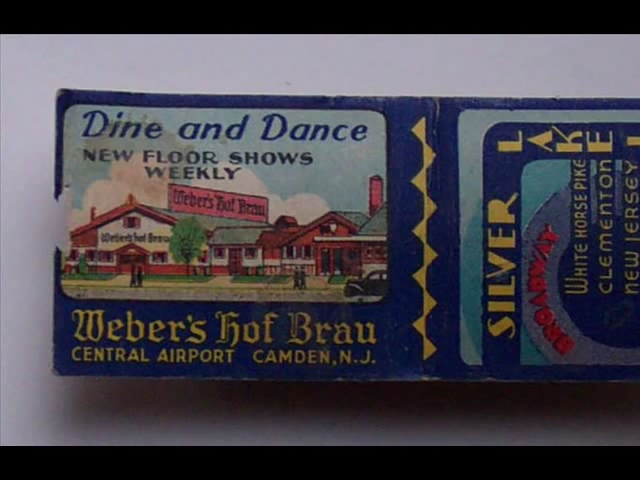 Dine and Dance
NEW FLOOR SHOWS
WEEKLY
Weber's Hof Brau
Weber's Hof Brau
Weber's Hof Brau
CENTRAL AIRPORT CAMDEN, N.J.
SILVER
LAKE
BROADWAY
WHITE HORSE PIKE
CLEMENTON
NEW JERSEY